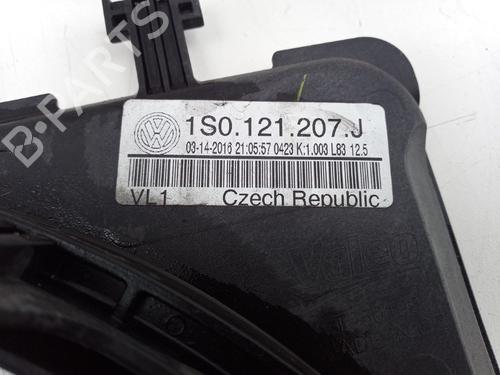 B-PARTS
1S0.121.207.J
03-14-2016 21:05:57 0423 K:1.003 L83 12.5
VL1 Czech Republic
Valeo